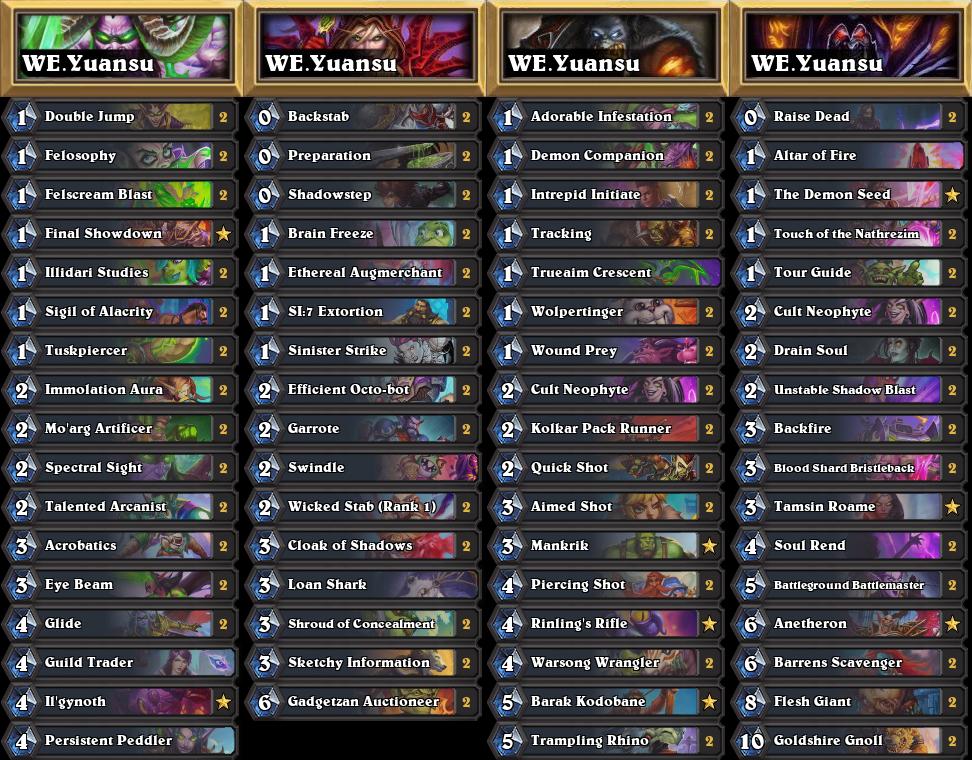 WE.Yuansu
1 Double Jump 2
1 Felosophy 2
1 Felscream Blast 2
1 Final Showdown
1 Illidari Studies 2
1 Sigil of Alacrity 2
1 Tuskpiercer 2
2 Immolation Aura 2
2 Mo'arg Artificer 2
2 Spectral Sight 2
2 Talented Arcanist 2
3 Acrobatics 2
3 Eye Beam 2
4 Glide 2
4 Guild Trader
4 Il'gynoth
4 Persistent Peddler
WE.Yuansu
0 Backstab 2
0 Preparation 2
0 Shadowstep 2
1 Brain Freeze 2
1 Ethereal Augmerchant 2
1 SI:7 Extortion 2
1 Sinister Strike 2
2 Efficient Octo-bot 2
2 Garrote 2
2 Swindle
2 Wicked Stab (Rank 1) 2
3 Cloak of Shadows 2
3 Loan Shark
3 Shroud of Concealment 2
3 Sketchy Information 2
6 Gadgetzan Auctioneer 2
WE.Yuansu
1 Adorable Infestation 2
1 Demon Companion 2
1 Intrepid Initiate 2
1 Tracking 2
1 Trueaim Crescent
1 Wolpertinger 2
1 Wound Prey 2
2 Cult Neophyte 2
2 Kolkar Pack Runner 2
2 Quick Shot 2
3 Aimed Shot 2
3 Mankrik
4 Piercing Shot 2
4 Rinling's Rifle
4 Warsong Wrangler 2
5 Barak Kodobane
5 Trampling Rhino 2
WE.Yuansu
0 Raise Dead 2
1 Altar of Fire
1 The Demon Seed
1 Touch of the Nathrezim 2
1 Tour Guide 2
2 Cult Neophyte 2
2 Drain Soul 2
2 Unstable Shadow Blast 2
3 Backfire 2
3 Blood Shard Bristleback 2
3 Tamsin Roame
4 Soul Rend 2
5 Battleground Battlemaster 2
6 Anetheron
6 Barrens Scavenger 2
8 Flesh Giant 2
10 Goldshire Gnoll 2